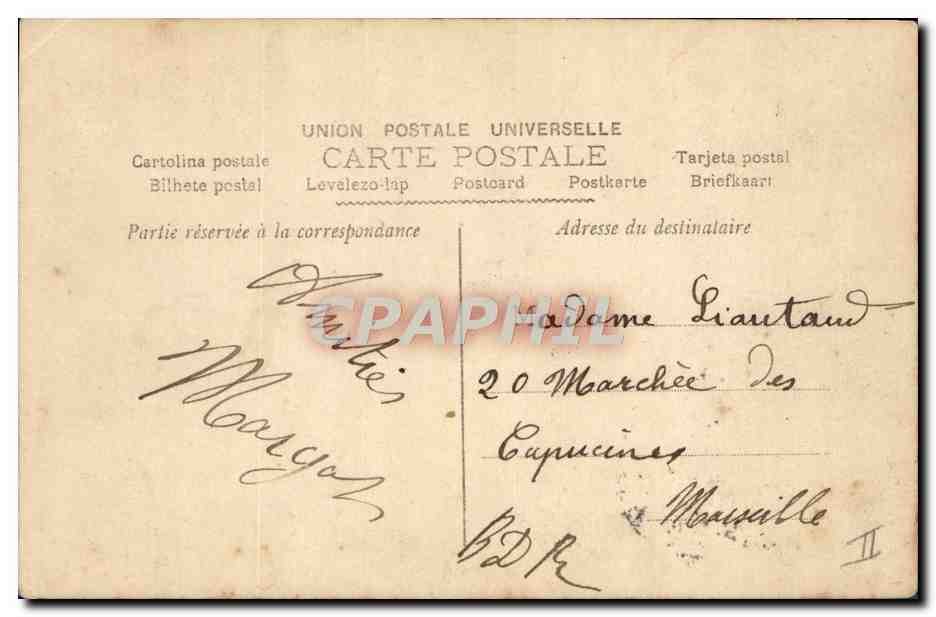 UNION POSTALE UNIVERSELLE
CARTE POSTALE
Cartolina postale
Tarjeta postal
Bilhete postal
Levelezo-lap
Postcard
Postkarte
Briefkaart
Partie réservée à la correspondance
Adresse du destinataire
Amitiés
Margot
Madame Liautaud
20 Marchée des
Capucines
Marseille
BDR
II
CPAPHIL